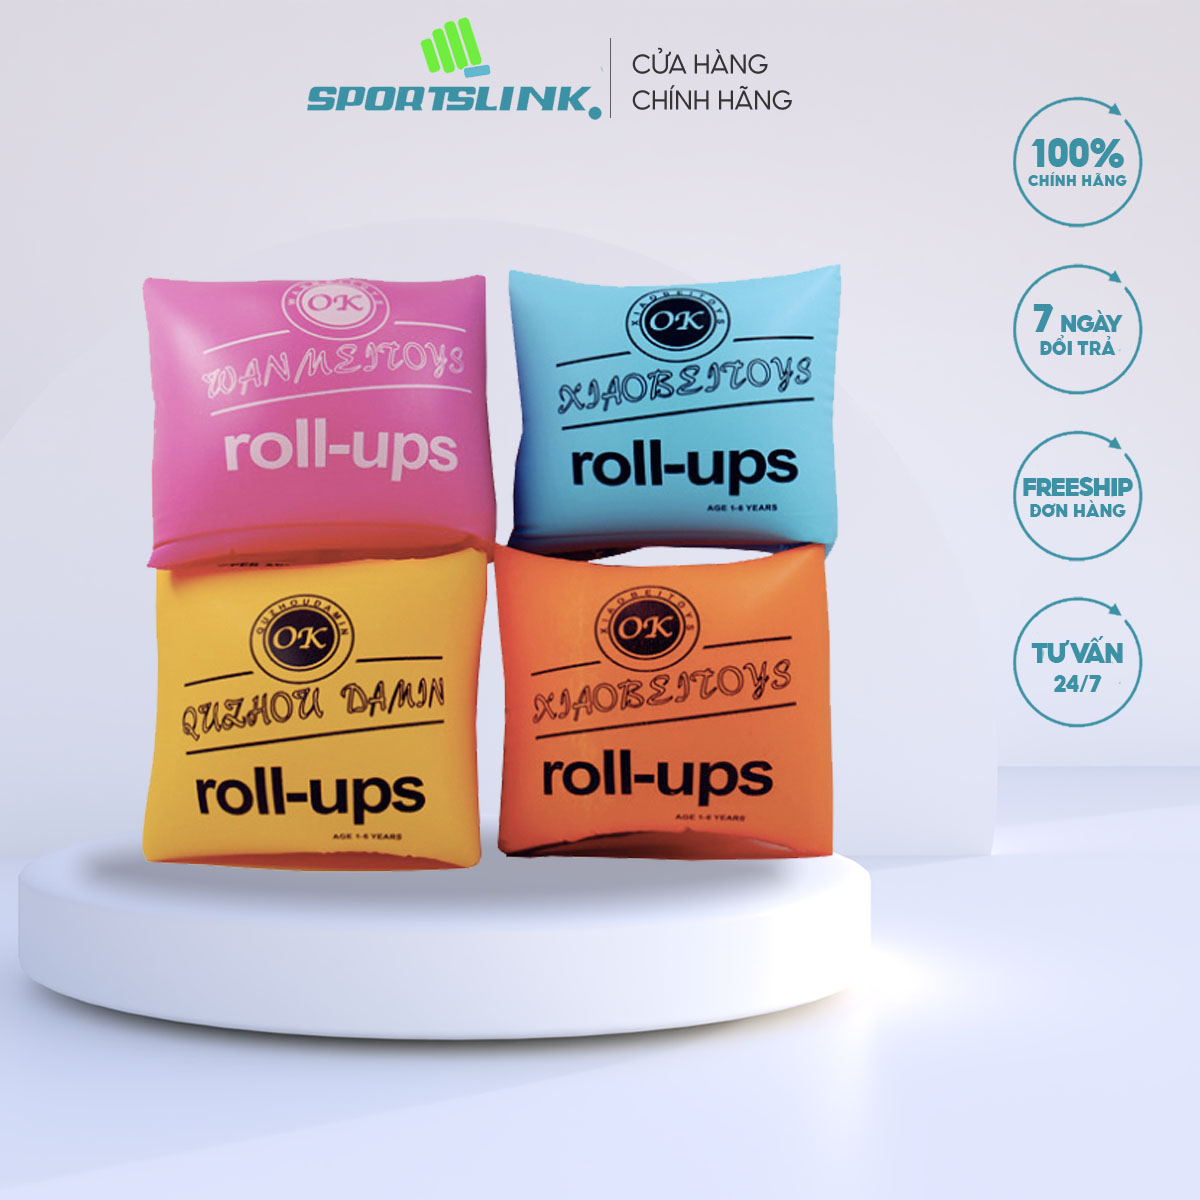 SPORTSLINK.
CỬA HÀNG
CHÍNH HÃNG
100%
CHÍNH HÃNG
7 NGÀY
ĐỔI TRẢ
FREESHIP
ĐƠN HÀNG
TƯ VẤN
24/7
OK
WANMEITOYS
roll-ups
XIAOBEITOYS
OK
XIAOBEITOYS
roll-ups
AGE 1-6 YEARS
QUZHOUDAMIN
OK
QUZHOU DAMIN
roll-ups
AGE 1-6 YEARS
XIAOBEITOYS
OK
XIAOBEITOYS
roll-ups
AGE 1-6 YEARS